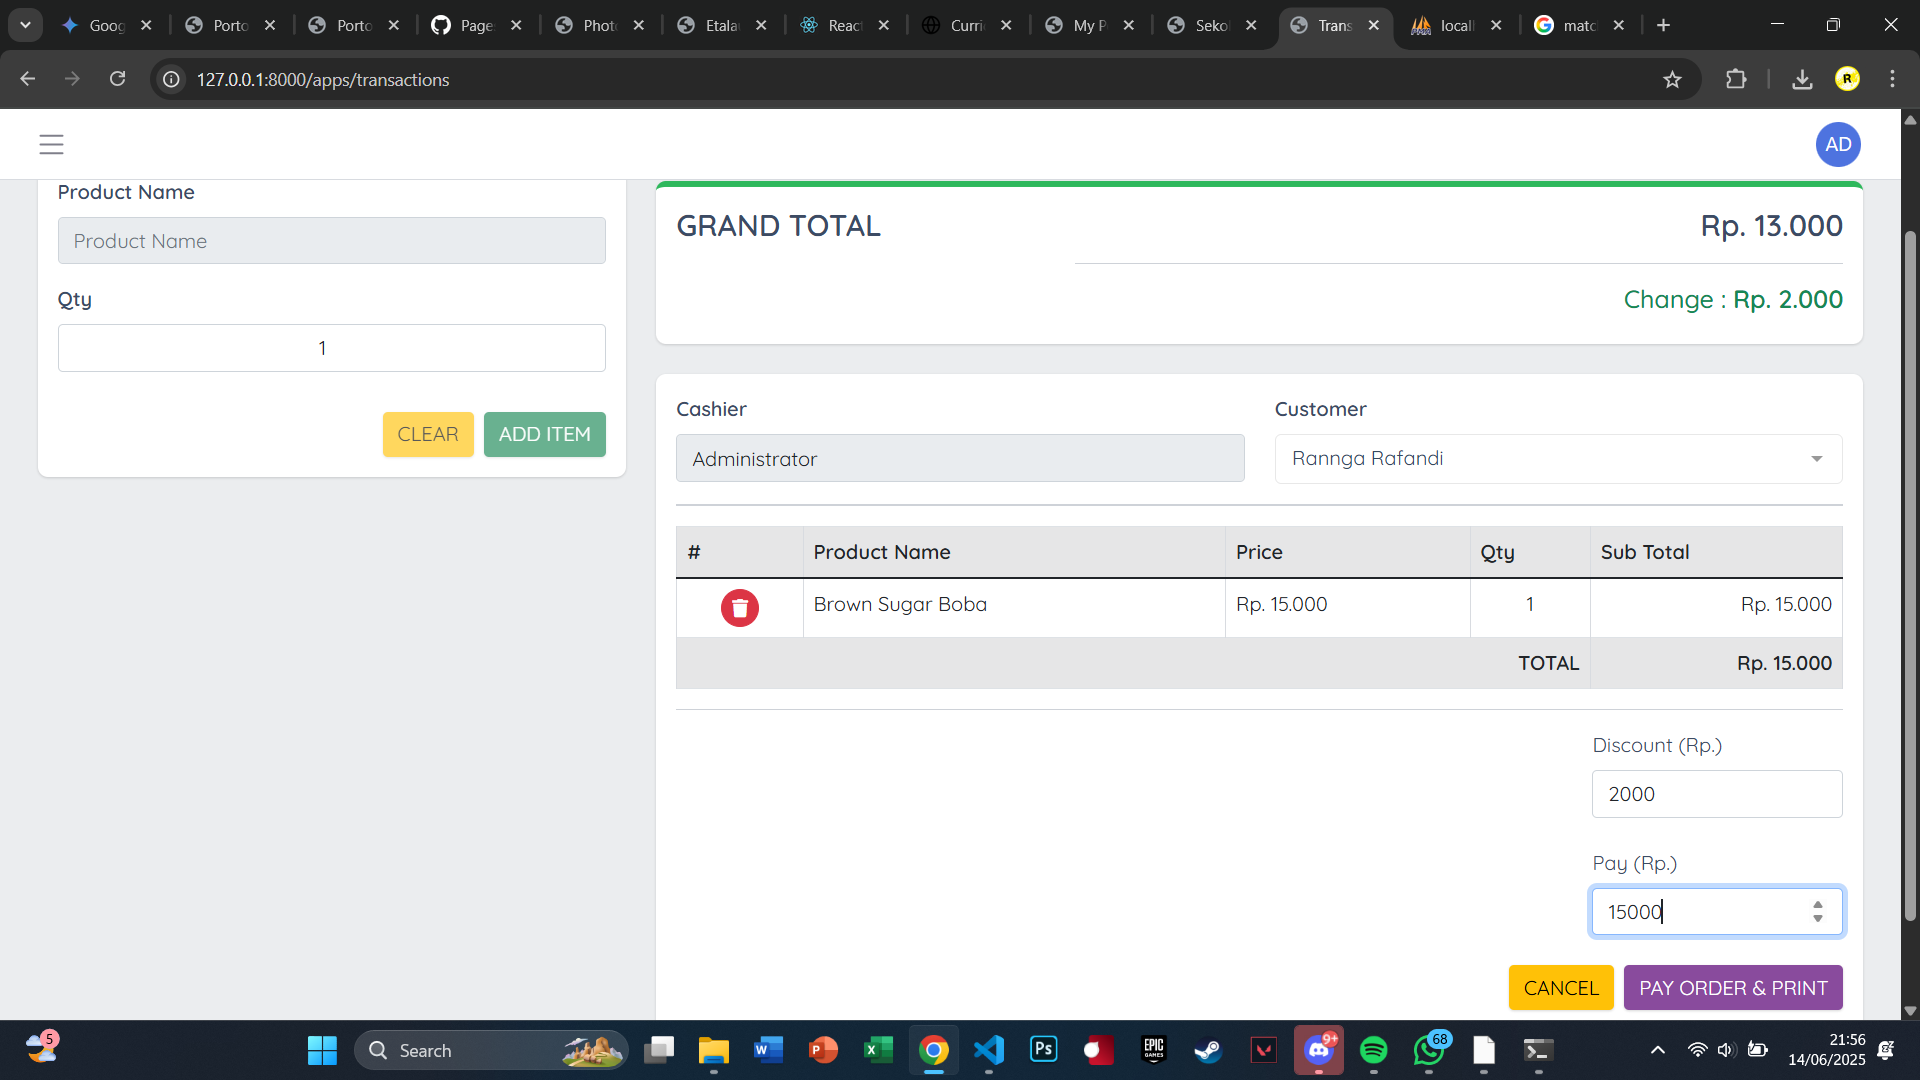 Goog
Porto
Porto
Page
Phot
Etala
React
Curri
My P
Seko
Trans
locall
matc
127.0.0.1:8000/apps/transactions
R
AD
Product Name
Product Name
Qty
1
CLEAR
ADD ITEM
GRAND TOTAL
Rp. 13.000
Change : Rp. 2.000
Cashier
Customer
Administrator
Rannga Rafandi
# Product Name Price Qty Sub Total
Brown Sugar Boba Rp. 15.000 1 Rp. 15.000
TOTAL Rp. 15.000
Discount (Rp.)
2000
Pay (Rp.)
15000
CANCEL
PAY ORDER & PRINT
5
Search
W
P
X
Ps
EPIC
GAMES
9+
68
21:56
14/06/2025